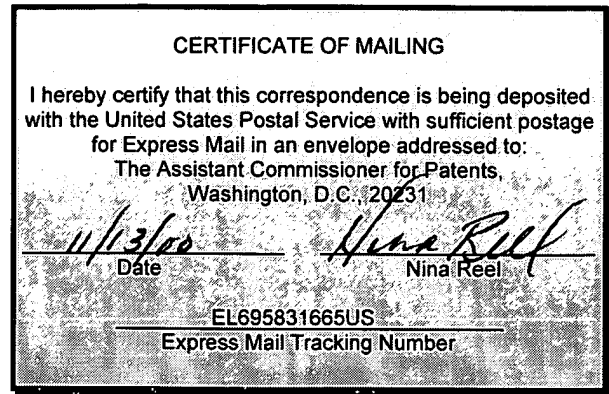 CERTIFICATE OF MAILING
I hereby certify that this correspondence is being deposited
with the United States Postal Service with sufficient postage
for Express Mail in an envelope addressed to:
The Assistant Commissioner for Patents,
Washington, D.C., 20231
11/13/00 Nina Reel
Date Nina Reel
EL695831665US
Express Mail Tracking Number